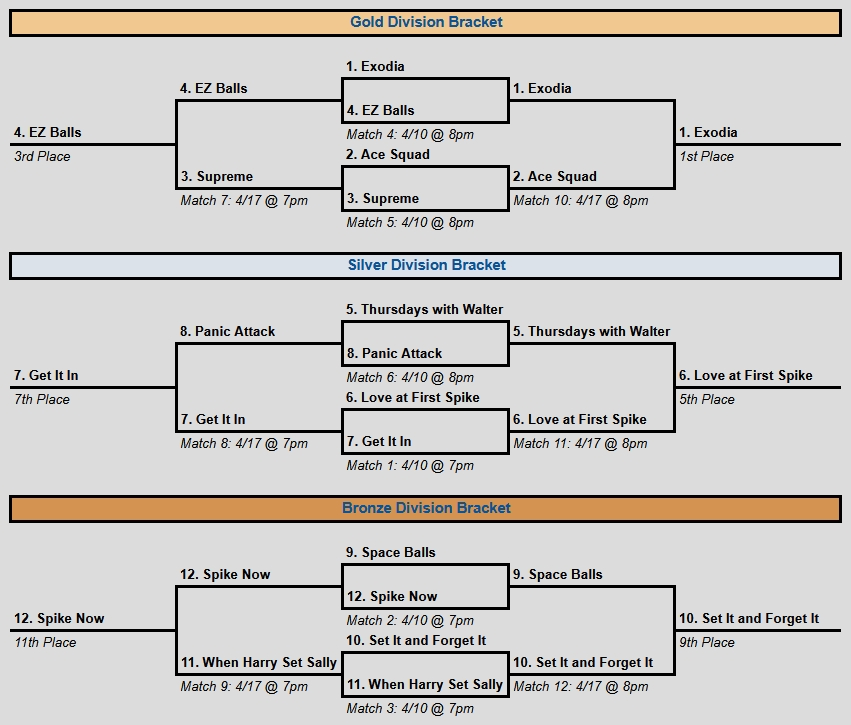 Gold Division Bracket
1. Exodia
4. EZ Balls
4. EZ Balls
1. Exodia
Match 4: 4/10 @ 8pm
4. EZ Balls
3rd Place
1. Exodia
1st Place
2. Ace Squad
3. Supreme
3. Supreme
2. Ace Squad
Match 7: 4/17 @ 7pm
Match 5: 4/10 @ 8pm
Match 10: 4/17 @ 8pm
Silver Division Bracket
5. Thursdays with Walter
8. Panic Attack
8. Panic Attack
5. Thursdays with Walter
Match 6: 4/10 @ 8pm
7. Get It In
7th Place
6. Love at First Spike
5th Place
6. Love at First Spike
7. Get It In
7. Get It In
6. Love at First Spike
Match 8: 4/17 @ 7pm
Match 1: 4/10 @ 7pm
Match 11: 4/17 @ 8pm
Bronze Division Bracket
9. Space Balls
12. Spike Now
12. Spike Now
9. Space Balls
Match 2: 4/10 @ 7pm
12. Spike Now
11th Place
10. Set It and Forget It
9th Place
10. Set It and Forget It
11. When Harry Set Sally
11. When Harry Set Sally
10. Set It and Forget It
Match 9: 4/17 @ 7pm
Match 3: 4/10 @ 7pm
Match 12: 4/17 @ 8pm